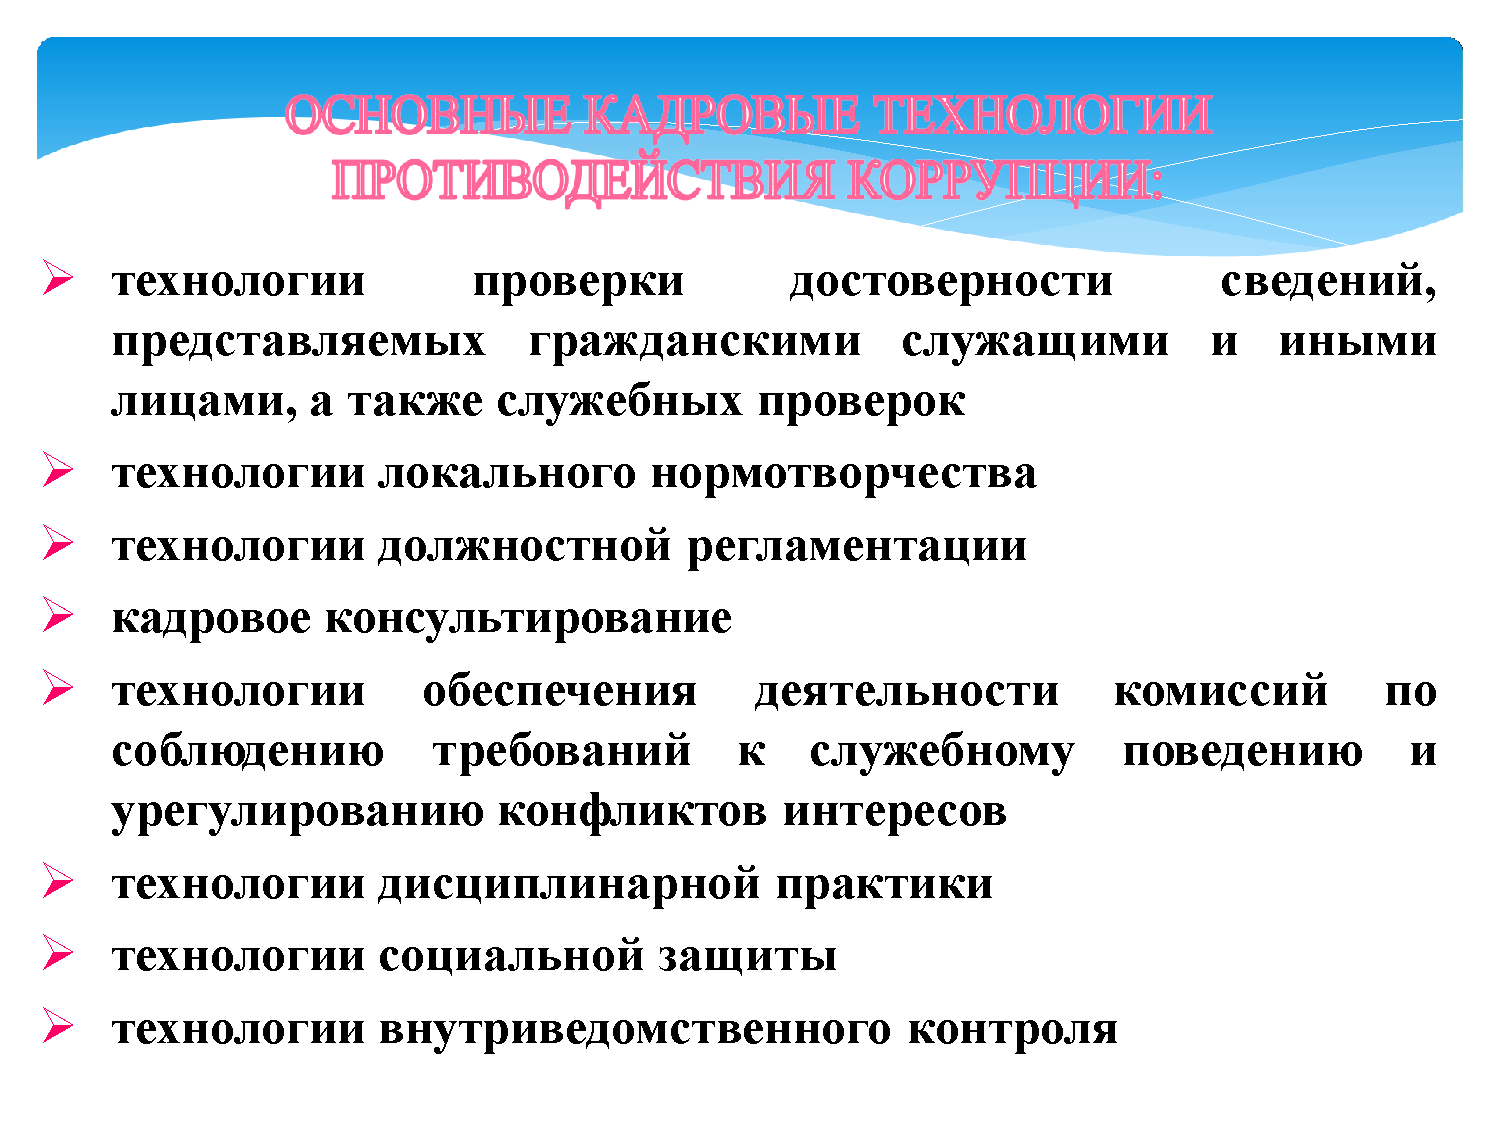 ОСНОВНЫЕ КАДРОВЫЕ ТЕХНОЛОГИИ
ПРОТИВОДЕЙСТВИЯ КОРРУПЦИИ:
технологии проверки достоверности сведений,
представляемых гражданскими служащими и иными
лицами, а также служебных проверок
технологии локального нормотворчества
технологии должностной регламентации
кадровое консультирование
технологии обеспечения деятельности комиссий по
соблюдению требований к служебному поведению и
урегулированию конфликтов интересов
технологии дисциплинарной практики
технологии социальной защиты
технологии внутриведомственного контроля